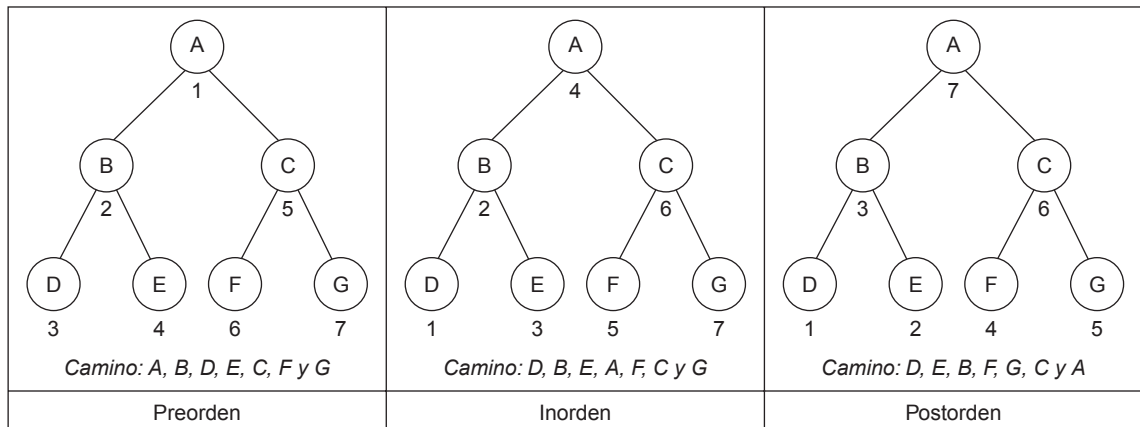 A
1
B
C
2
5
D
E
F
G
3
4
6
7
Camino: A, B, D, E, C, F y G
Preorden
A
4
B
C
2
6
D
E
F
G
1
3
5
7
Camino: D, B, E, A, F, C y G
Inorden
A
7
B
C
3
6
D
E
F
G
1
2
4
5
Camino: D, E, B, F, G, C y A
Postorden